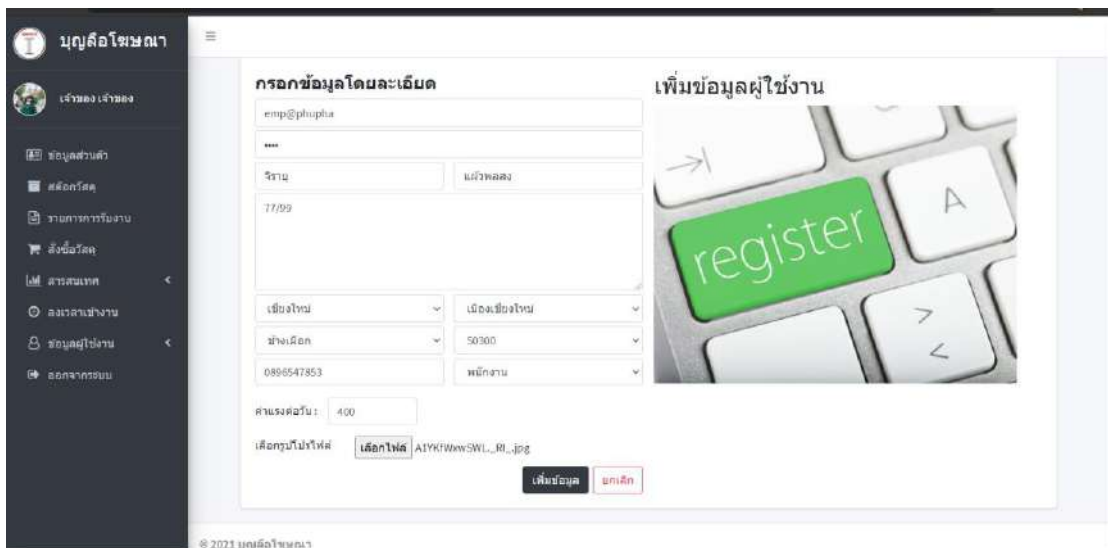 บุญลือโฆษณา
เจ้าของ เจ้าของ
ข้อมูลส่วนตัว
สต๊อกวัสดุ
รายการการรับงาน
สั่งซื้อวัสดุ
สารสนเทศ
ลงเวลาเข้างาน
ข้อมูลผู้ใช้งาน
ออกจากระบบ
กรอกข้อมูลโดยละเอียด
emp@phupha
77/99
เชียงใหม่
เมืองเชียงใหม่
ช้างเผือก
50300
0896547853
พนักงาน
ค่าแรงต่อวัน :
400
เลือกรูปโปรไฟล์
เลือกไฟล์
เพิ่มข้อมูล
ยกเลิก
เพิ่มข้อมูลผู้ใช้งาน
register
A
© 2021 บุญลือโฆษณา